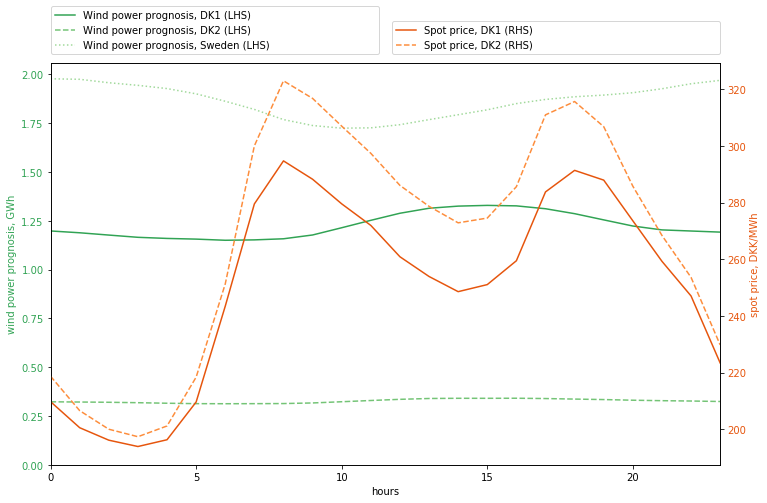 Wind power prognosis, DK1 (LHS)
Wind power prognosis, DK2 (LHS)
Wind power prognosis, Sweden (LHS)
Spot price, DK1 (RHS)
Spot price, DK2 (RHS)
2.00
1.75
1.50
1.25
1.00
0.75
0.50
0.25
0.00
wind power prognosis, GWh
320
300
280
260
240
220
200
spot price, DKK/MWh
0 5 10 15 20
hours